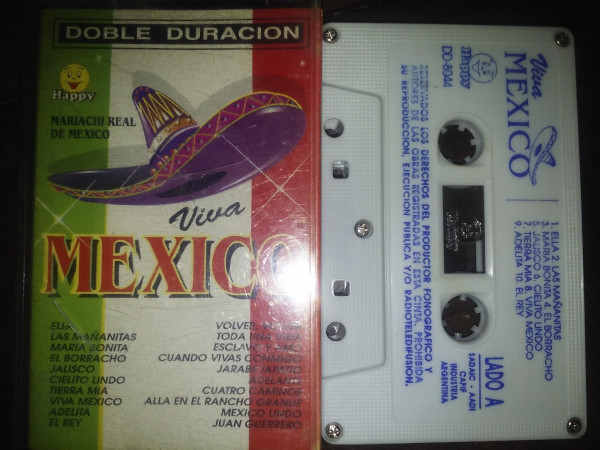 DOBLE DURACION
Happy
MARIACHI REAL
DE MEXICO
Viva
MEXICO
ELLA
LAS MAÑANITAS
MARIA BONITA
EL BORRACHO
JALISCO
CIELITO LINDO
TIERRA MIA
VIVA MEXICO
ADELITA
EL REY
VOLVER
TODA UNA VIDA
ESCLAVO Y AMO
CUANDO VIVAS CONMIGO
JARABE TAPATIO
ADELANTE
CUATRO CAMINOS
ALLA EN EL RANCHO GRANDE
MEXICO LINDO
JUAN GUERRERO
Viva
MEXICO
HAPPY
DD-8044
RESERVADOS LOS DERECHOS DEL PRODUCTOR FONOGRAFICO Y
AUTORES DE LAS OBRAS REGISTRADAS EN ESTA CINTA PROHIBIDA
SU REPRODUCCION, EJECUCION PUBLICA Y/O RADIOTELEDIFUSION.
1. ELLA 2. LAS MAÑANITAS
3. MARIA BONITA 4. EL BORRACHO
5. JALISCO 6. CIELITO LINDO
7. TIERRA MIA 8. VIVA MEXICO
9. ADELITA 10. EL REY
LADO A
SADAIC - AADI
CAPIF
INDUSTRIA
ARGENTINA